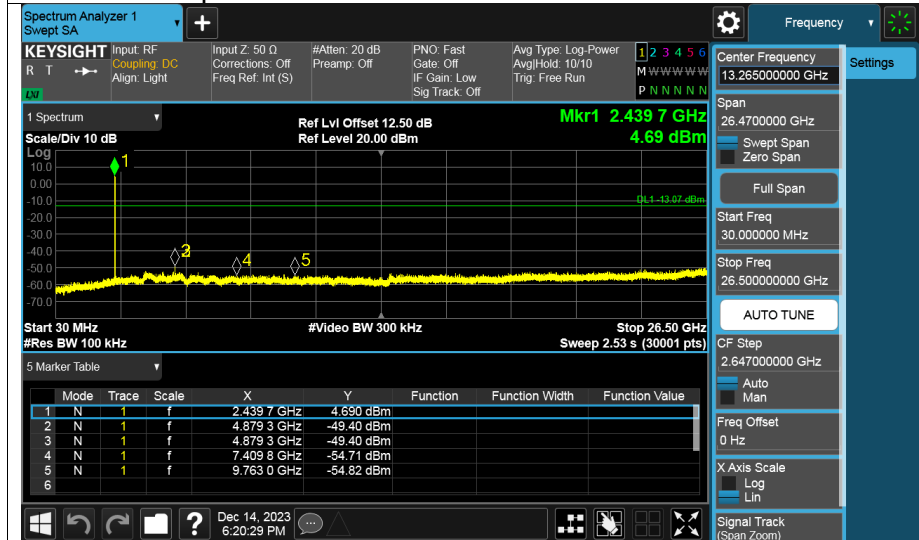 Spectrum Analyzer 1
Swept SA
+
Frequency
KEYSIGHT
R T
LXI
Input: RF
Coupling: DC
Align: Light
Input Z: 50 Ω
Corrections: Off
Freq Ref: Int (S)
#Atten: 20 dB
Preamp: Off
PNO: Fast
Gate: Off
IF Gain: Low
Sig Track: Off
Avg Type: Log-Power
Avg|Hold: 10/10
Trig: Free Run
1 2 3 4 5 6
M W W W W W
P N N N N N
Center Frequency
13.265000000 GHz
Settings
1 Spectrum
Scale/Div 10 dB
Ref Lvl Offset 12.50 dB
Ref Level 20.00 dBm
Mkr1 2.439 7 GHz
4.69 dBm
Log
10.0
0.00
-10.0
-20.0
-30.0
-40.0
-50.0
-60.0
-70.0
1
3
4
5
DL1 -13.07 dBm
Start 30 MHz
#Res BW 100 kHz
#Video BW 300 kHz
Stop 26.50 GHz
Sweep 2.53 s (30001 pts)
Span
26.4700000 GHz
Swept Span
Zero Span
Full Span
Start Freq
30.000000 MHz
Stop Freq
26.500000000 GHz
AUTO TUNE
CF Step
2.647000000 GHz
Auto
Man
Freq Offset
0 Hz
X Axis Scale
Log
Lin
Signal Track
(Span Zoom)
5 Marker Table
Mode Trace Scale X Y Function Function Width Function Value
1 N 1 f 2.439 7 GHz 4.690 dBm
2 N 1 f 4.879 3 GHz -49.40 dBm
3 N 1 f 4.879 3 GHz -49.40 dBm
4 N 1 f 7.409 8 GHz -54.71 dBm
5 N 1 f 9.763 0 GHz -54.82 dBm
6
?
Dec 14, 2023
6:20:29 PM